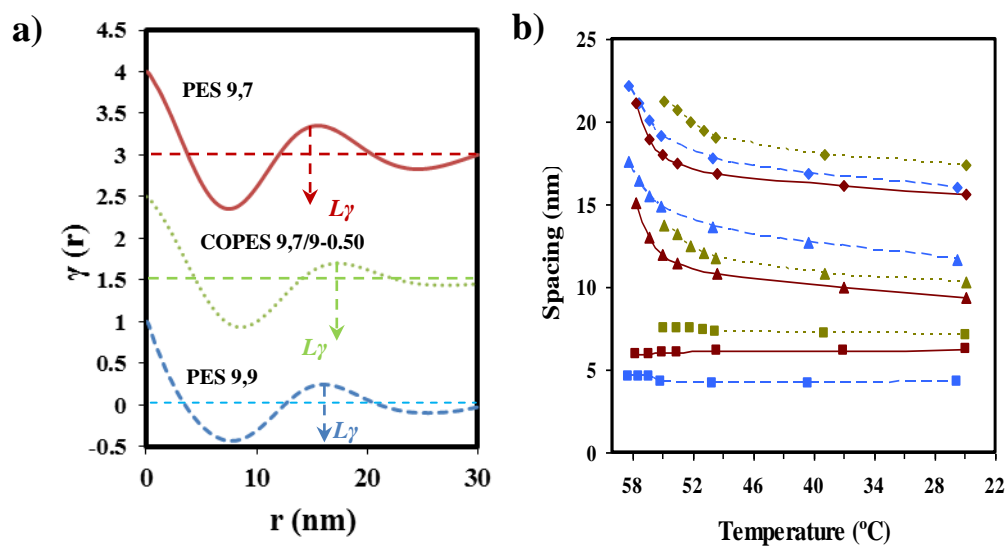 a)
4.5
4
3.5
3
2.5
2
1.5
1
0.5
0
-0.5
γ (r)
PES 9,7
Lγ
COPES 9,7/9-0.50
Lγ
PES 9,9
Lγ
0
10
20
30
r (nm)
b)
25
20
15
10
5
0
Spacing (nm)
58
52
46
40
34
28
22
Temperature (ºC)